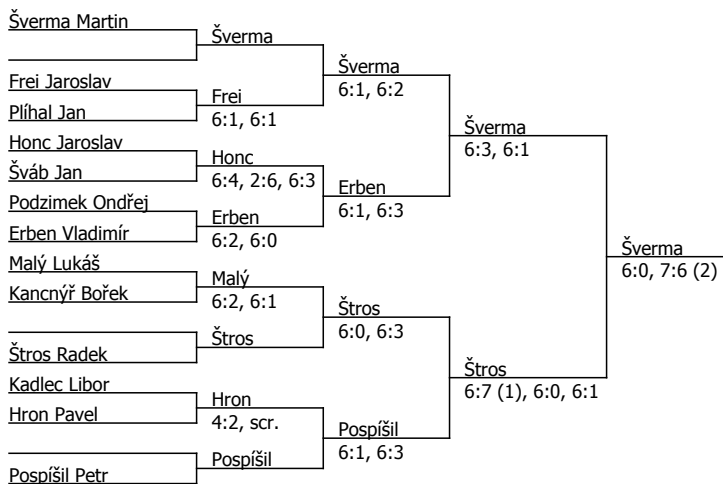 Šverma Martin
Šverma
Frei Jaroslav
Šverma
6:1, 6:2
Plíhal Jan
Frei
6:1, 6:1
Honc Jaroslav
Šverma
6:3, 6:1
Šváb Jan
Honc
6:4, 2:6, 6:3
Podzimek Ondřej
Erben
6:1, 6:3
Erben Vladimír
Erben
6:2, 6:0
Šverma
6:0, 7:6 (2)
Malý Lukáš
Malý
6:2, 6:1
Kancnýř Bořek
Štros
6:0, 6:3
Štros
Štros Radek
Kadlec Libor
Štros
6:7 (1), 6:0, 6:1
Hron Pavel
Hron
4:2, scr.
Pospíšil
6:1, 6:3
Pospíšil
Pospíšil Petr